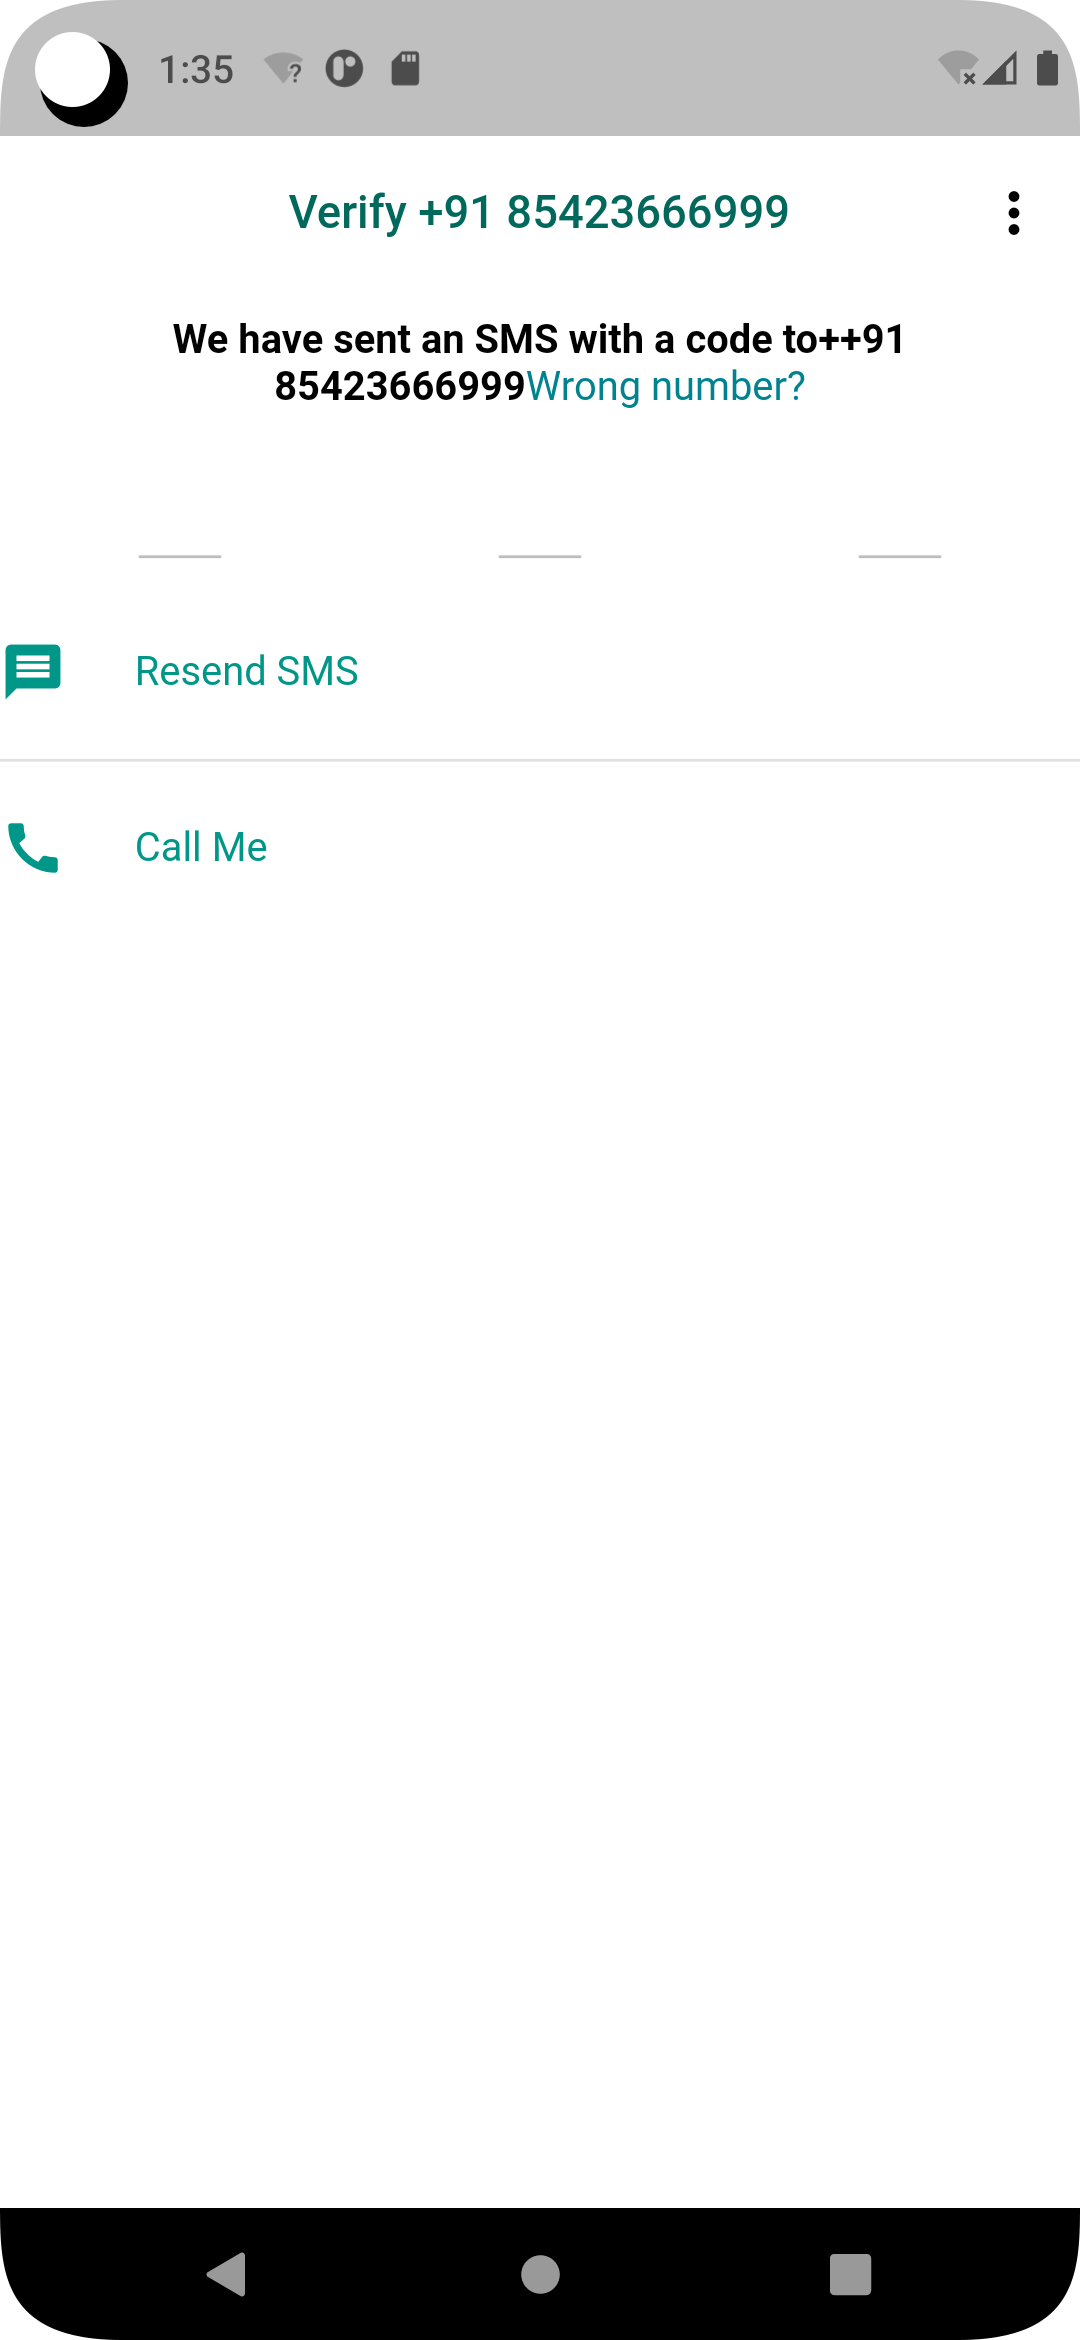 1:35
Verify +91 85423666999
We have sent an SMS with a code to++91
85423666999Wrong number?
Resend SMS
Call Me